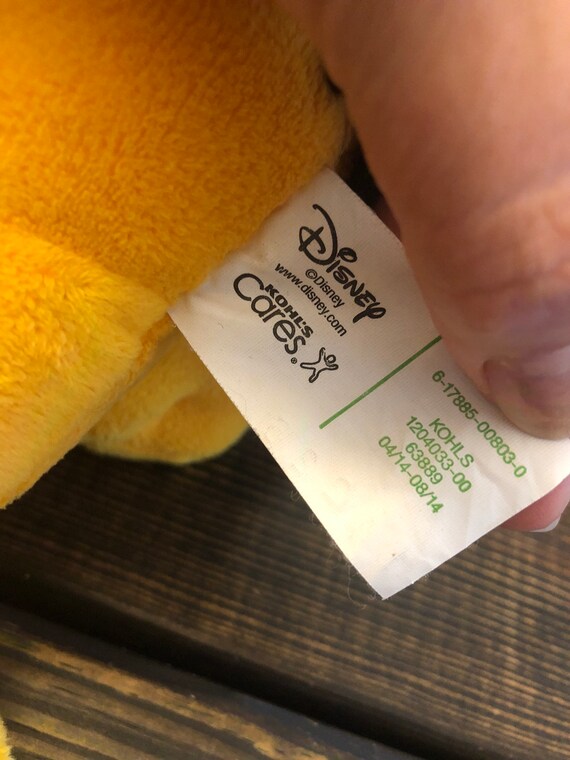 Disney
©Disney
www.disney.com
KOHL'S
Cares®
6-17885-00803-0
KOHLS
1204033-00
63889
04/14-08/14